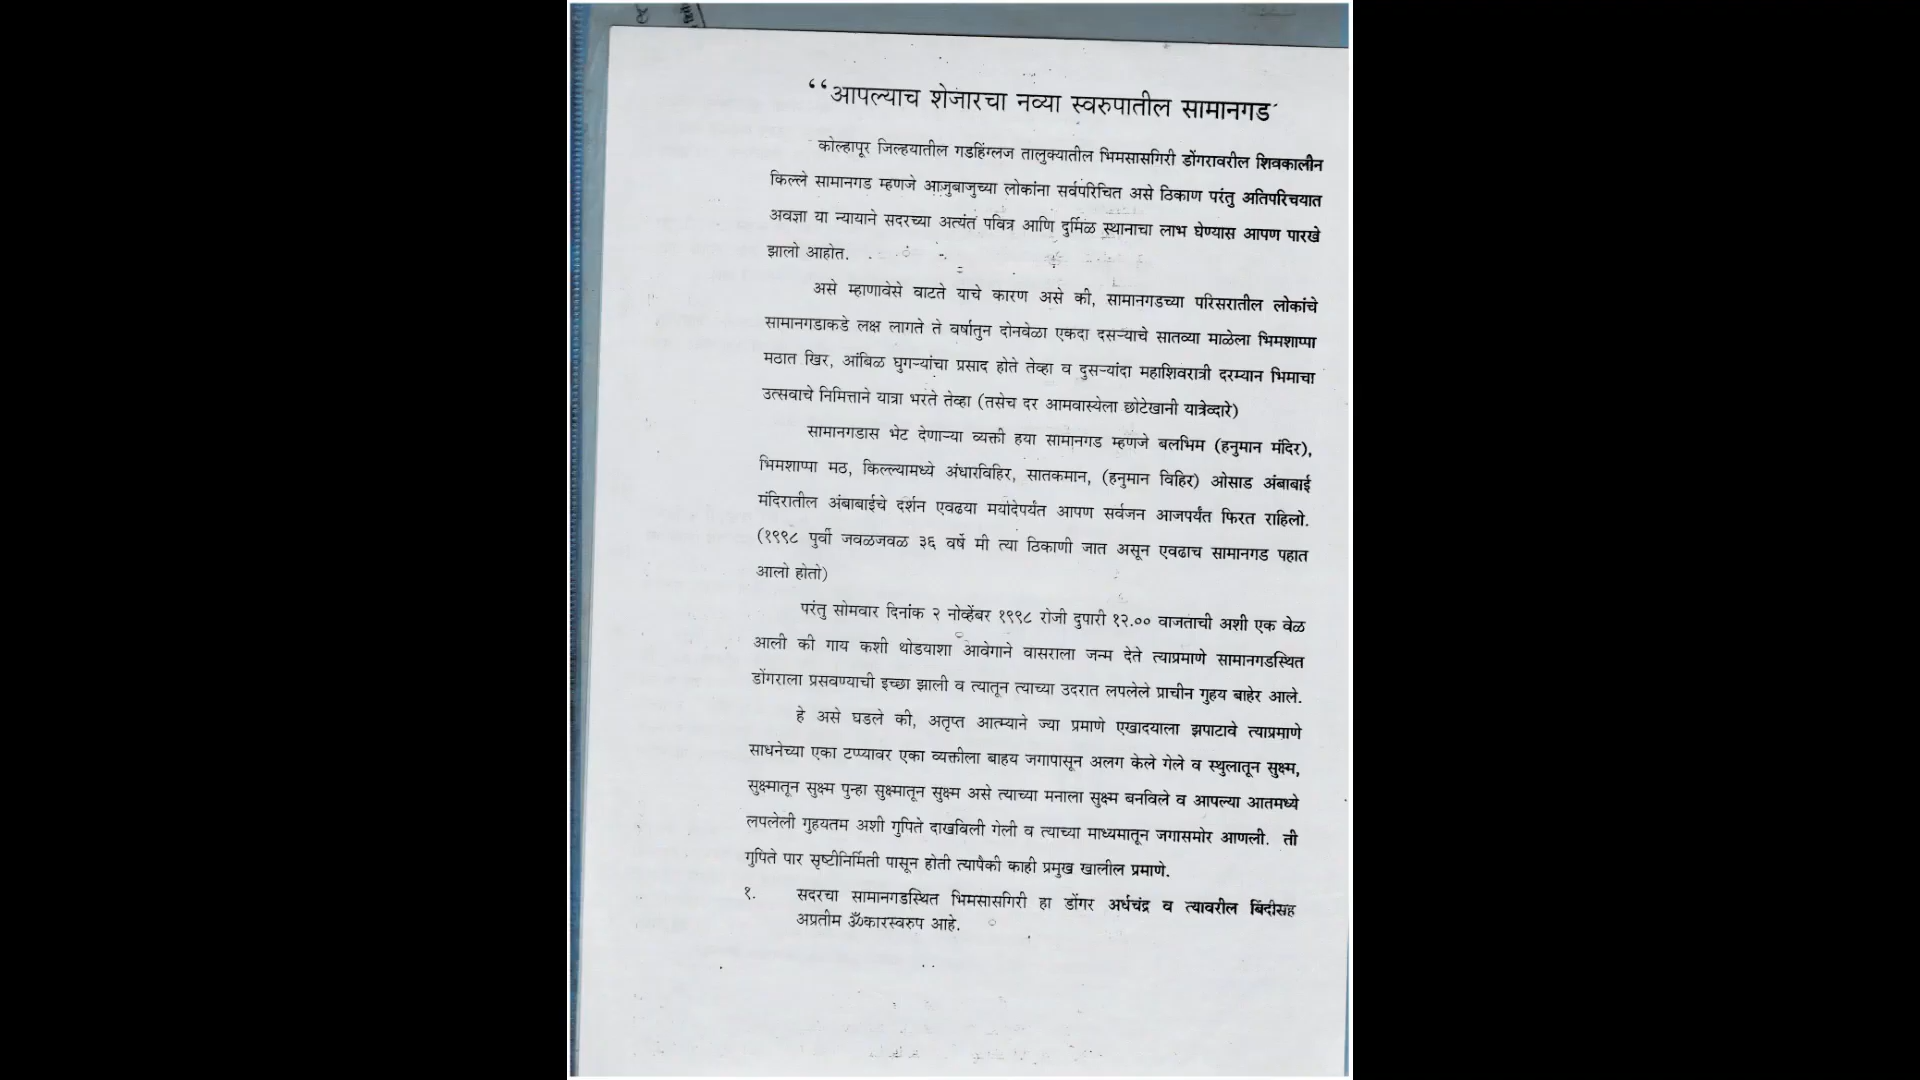 “आपल्याच शेजारचा नव्या स्वरुपातील सामानगड
कोल्हापूर जिल्हयातील गडहिंग्लज तालुक्यातील भिमसासगिरी डोंगरावरील शिवकालीन
किल्ले सामानगड म्हणजे आजुबाजुच्या लोकांना सर्वपरिचित असे ठिकाण परंतु अतिपरिचयात
अवज्ञा या न्यायाने सदरच्या अत्यंत पवित्र आणि दुर्मिळ स्थानाचा लाभ घेण्यास आपण पारखे
झालो आहोत.
असे म्हाणावेसे वाटते याचे कारण असे की, सामानगडच्या परिसरातील लोकांचे
सामानगडाकडे लक्ष लागते ते वर्षातुन दोनवेळा एकदा दसऱ्याचे सातव्या माळेला भिमशाप्पा
मठात खिर, आंबिळ घुगऱ्यांचा प्रसाद होते तेव्हा व दुसऱ्यांदा महाशिवरात्री दरम्यान भिमाचा
उत्सवाचे निमित्ताने यात्रा भरते तेव्हा (तसेच दर आमवास्येला छोटेखानी यात्रेव्दारे)
सामानगडास भेट देणाऱ्या व्यक्ती हया सामानगड म्हणजे बलभिम (हनुमान मंदिर),
भिमशाप्पा मठ, किल्ल्यामध्ये अंधारविहिर, सातकमान, (हनुमान विहिर) ओसाड अंबाबाई
मंदिरातील अंबाबाईचे दर्शन एवढया मर्यादेपर्यंत आपण सर्वजन आजपर्यंत फिरत राहिलो.
(१९९८ पुर्वी जवळजवळ ३६ वर्षे मी त्या ठिकाणी जात असून एवढाच सामानगड पहात
आलो होतो)
परंतु सोमवार दिनांक २ नोव्हेंबर १९९८ रोजी दुपारी १२.०० वाजताची अशी एक वेळ
आली की गाय कशी थोडयाशा आवेगाने वासराला जन्म देते त्याप्रमाणे सामानगडस्थित
डोंगराला प्रसवण्याची इच्छा झाली व त्यातून त्याच्या उदरात लपलेले प्राचीन गुहय बाहेर आले.
हे असे घडले की, अतृप्त आत्म्याने ज्या प्रमाणे एखादयाला झपाटावे त्याप्रमाणे
साधनेच्या एका टप्प्यावर एका व्यक्तीला बाहय जगापासून अलग केले गेले व स्थुलातून सुक्ष्म,
सुक्ष्मातून सुक्ष्म पुन्हा सुक्ष्मातून सुक्ष्म असे त्याच्या मनाला सुक्ष्म बनविले व आपल्या आतमध्ये
लपलेली गुहयतम अशी गुपिते दाखविली गेली व त्याच्या माध्यमातून जगासमोर आणली. ती
गुपिते पार सृष्टीनिर्मिती पासून होती त्यापैकी काही प्रमुख खालील प्रमाणे.
१. सदरचा सामानगडस्थित भिमसासगिरी हा डोंगर अर्धचंद्र व त्यावरील बिंदीसह
अप्रतीम ॐकारस्वरुप आहे.